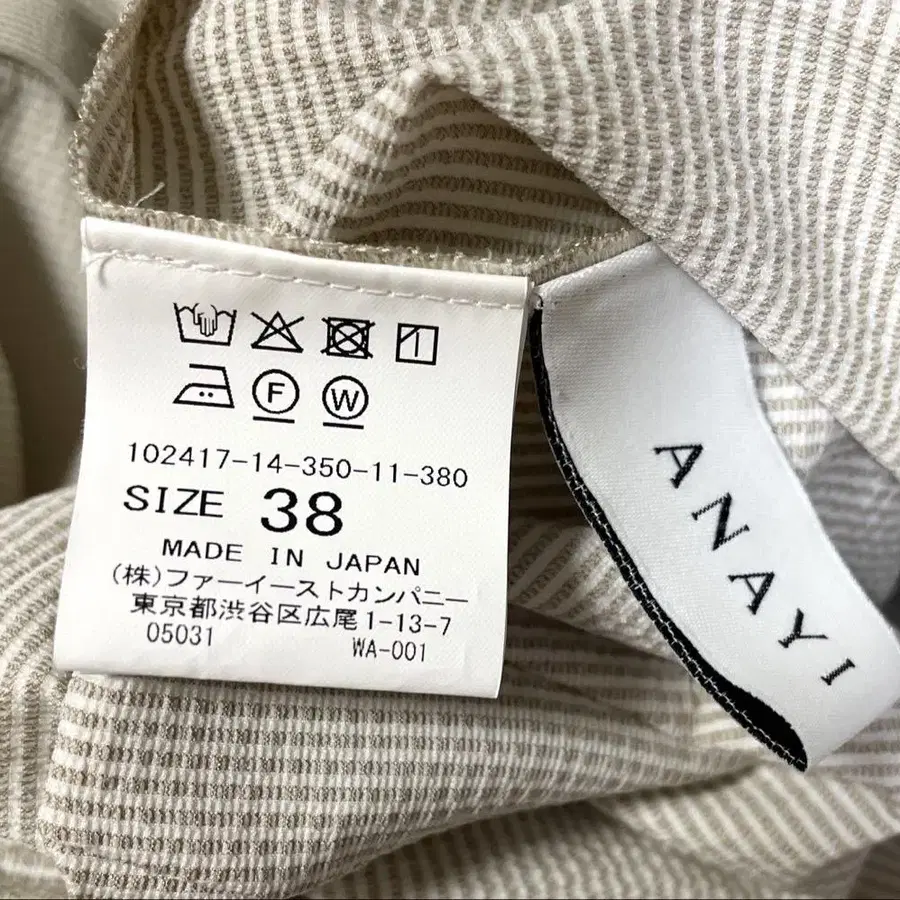 F W
102417-14-350-11-380
SIZE 38
MADE IN JAPAN
(株)ファーイーストカンパニー
東京都渋谷区広尾1-13-7
05031 WA-001
ANAYI